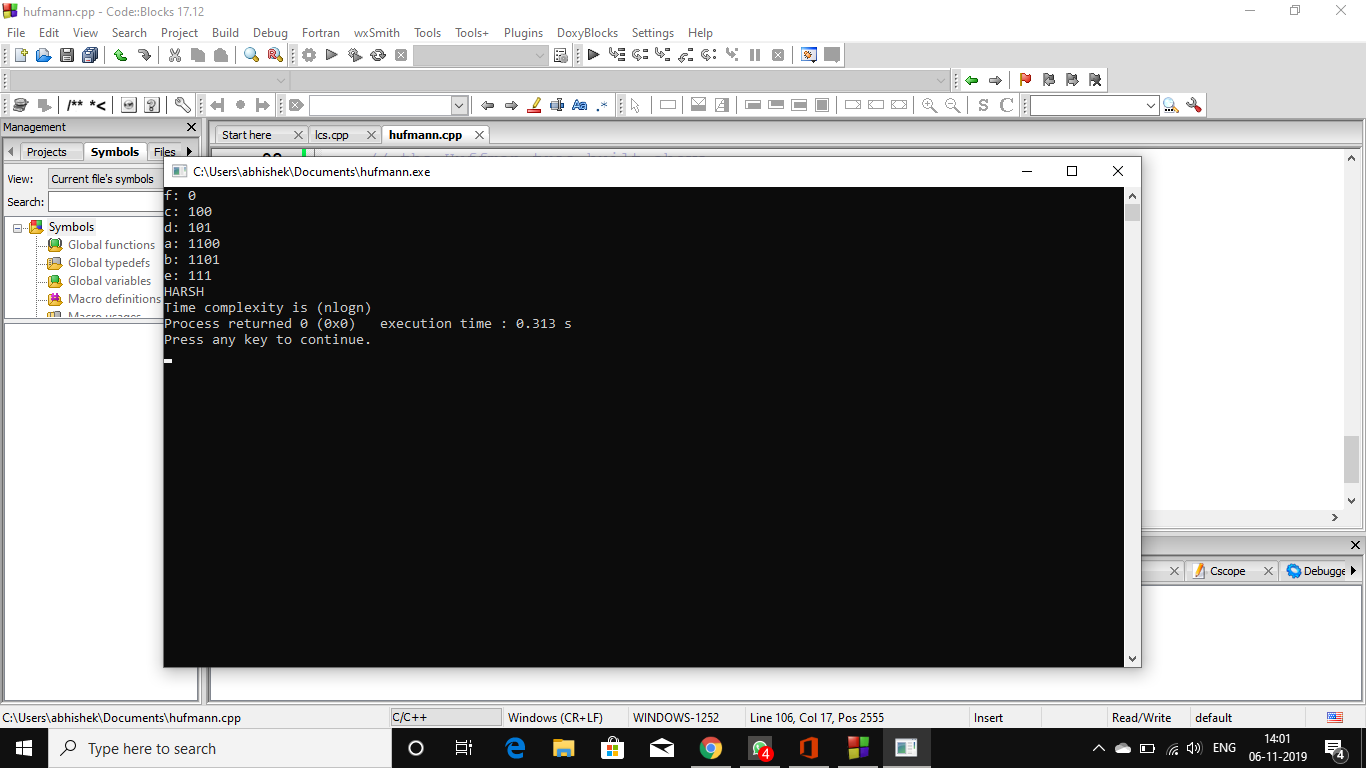 hufmann.cpp - Code::Blocks 17.12
File Edit View Search Project Build Debug Fortran wxSmith Tools Tools+ Plugins DoxyBlocks Settings Help
/** *<
Aa .*
S C
Management
Projects Symbols Files
Start here lcs.cpp hufmann.cpp
View: Current file's symbols
Search:
Symbols
Global functions
Global typedefs
Global variables
Macro definitions
Macro usages
C:\Users\abhishek\Documents\hufmann.exe
f: 0
c: 100
d: 101
a: 1100
b: 1101
e: 111
HARSH
Time complexity is (nlogn)
Process returned 0 (0x0) execution time : 0.313 s
Press any key to continue.
Cscope Debugge
C:\Users\abhishek\Documents\hufmann.cpp C/C++ Windows (CR+LF) WINDOWS-1252 Line 106, Col 17, Pos 2555 Insert Read/Write default
Type here to search
4
ENG
14:01
06-11-2019
4